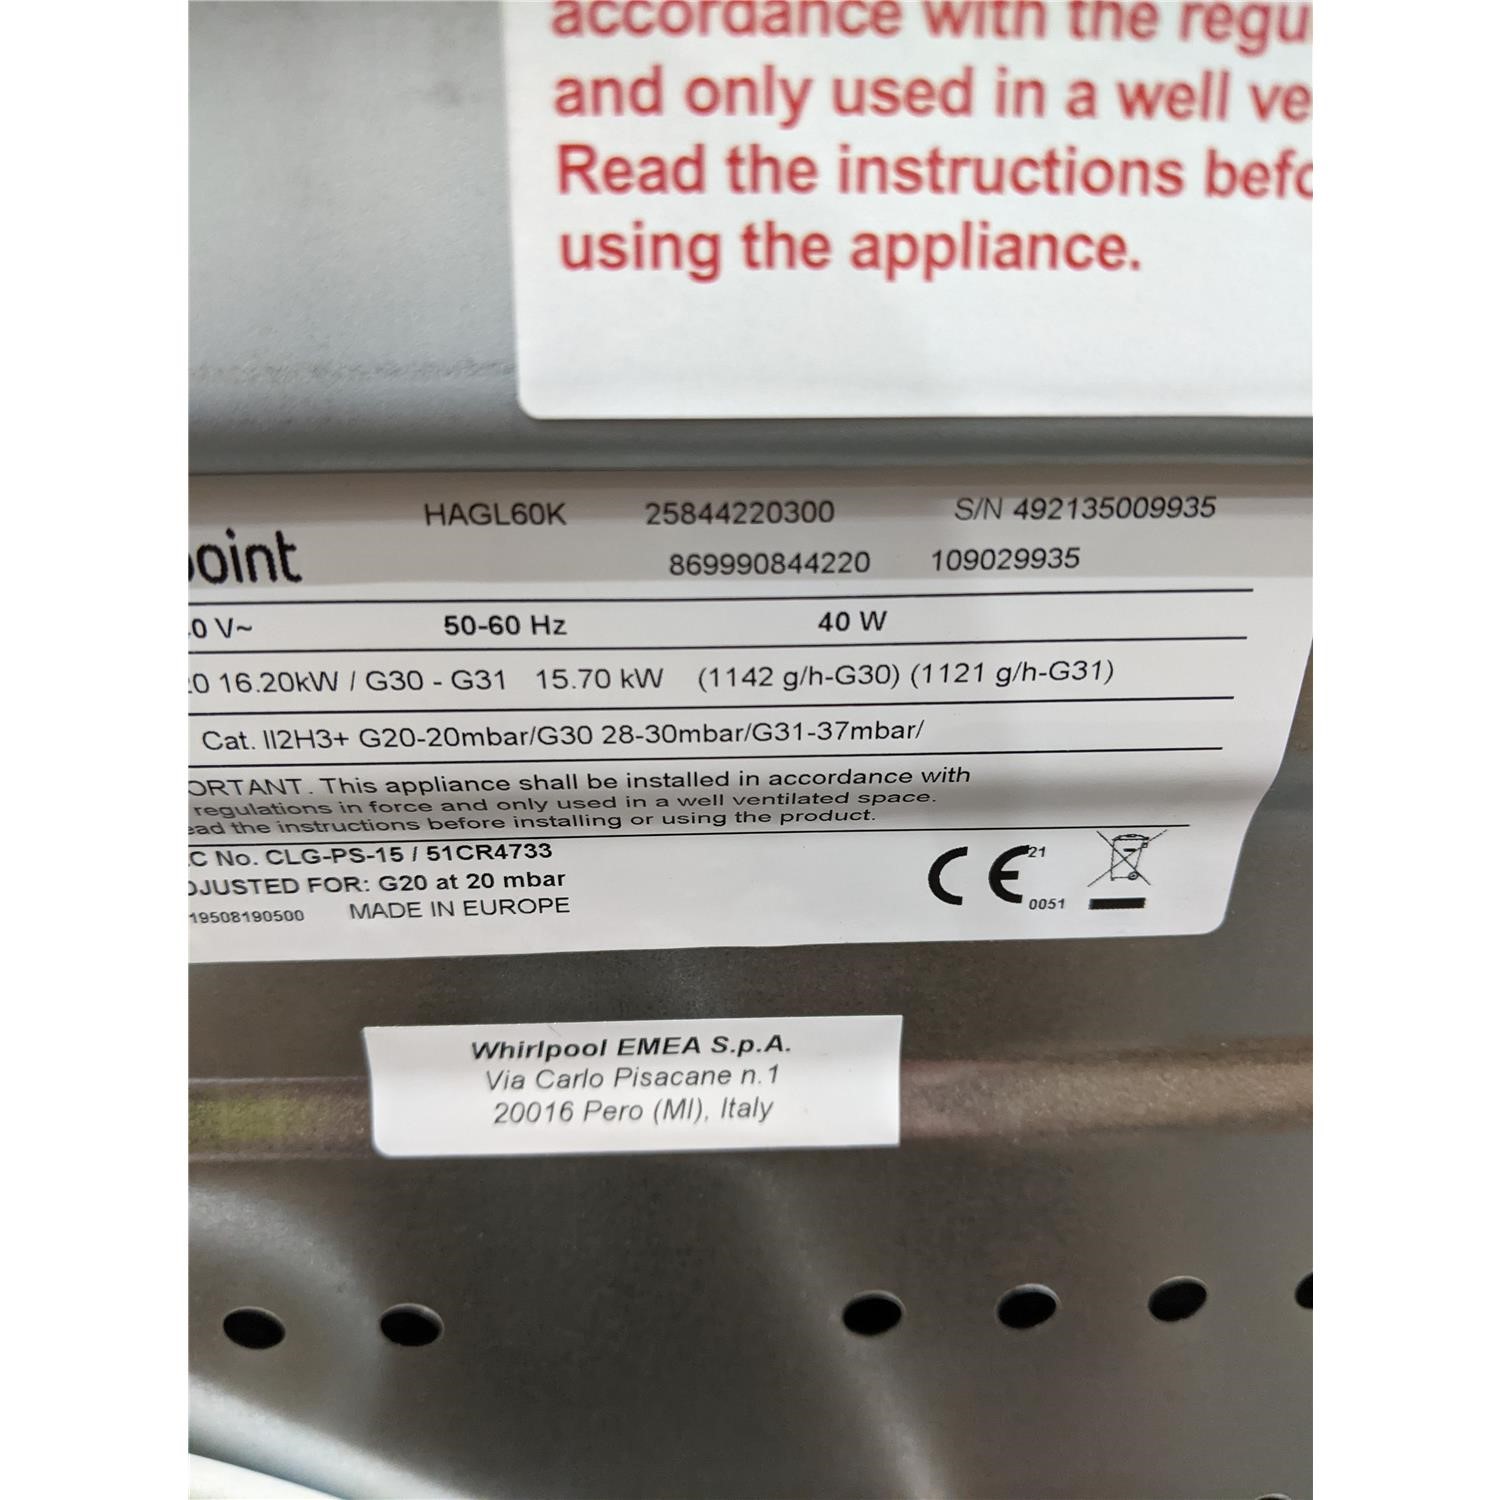 accordance with the regu
and only used in a well ve
Read the instructions befo
using the appliance.
HAGL60K 25844220300 S/N 492135009935
oint 869990844220 109029935
0 V~ 50-60 Hz 40 W
0 16.20kW / G30 - G31 15.70 kW (1142 g/h-G30) (1121 g/h-G31)
Cat. II2H3+ G20-20mbar/G30 28-30mbar/G31-37mbar/
ORTANT. This appliance shall be installed in accordance with
regulations in force and only used in a well ventilated space.
ead the instructions before installing or using the product.
C No. CLG-PS-15 / 51CR4733
DJUSTED FOR: G20 at 20 mbar
19508190500 MADE IN EUROPE
CE 21
0051
Whirlpool EMEA S.p.A.
Via Carlo Pisacane n.1
20016 Pero (MI), Italy